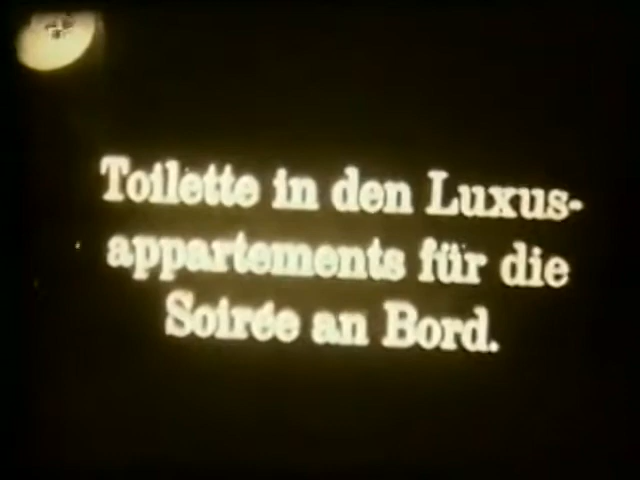 Toilette in den Luxus-
appartements für die
Soirée an Bord.